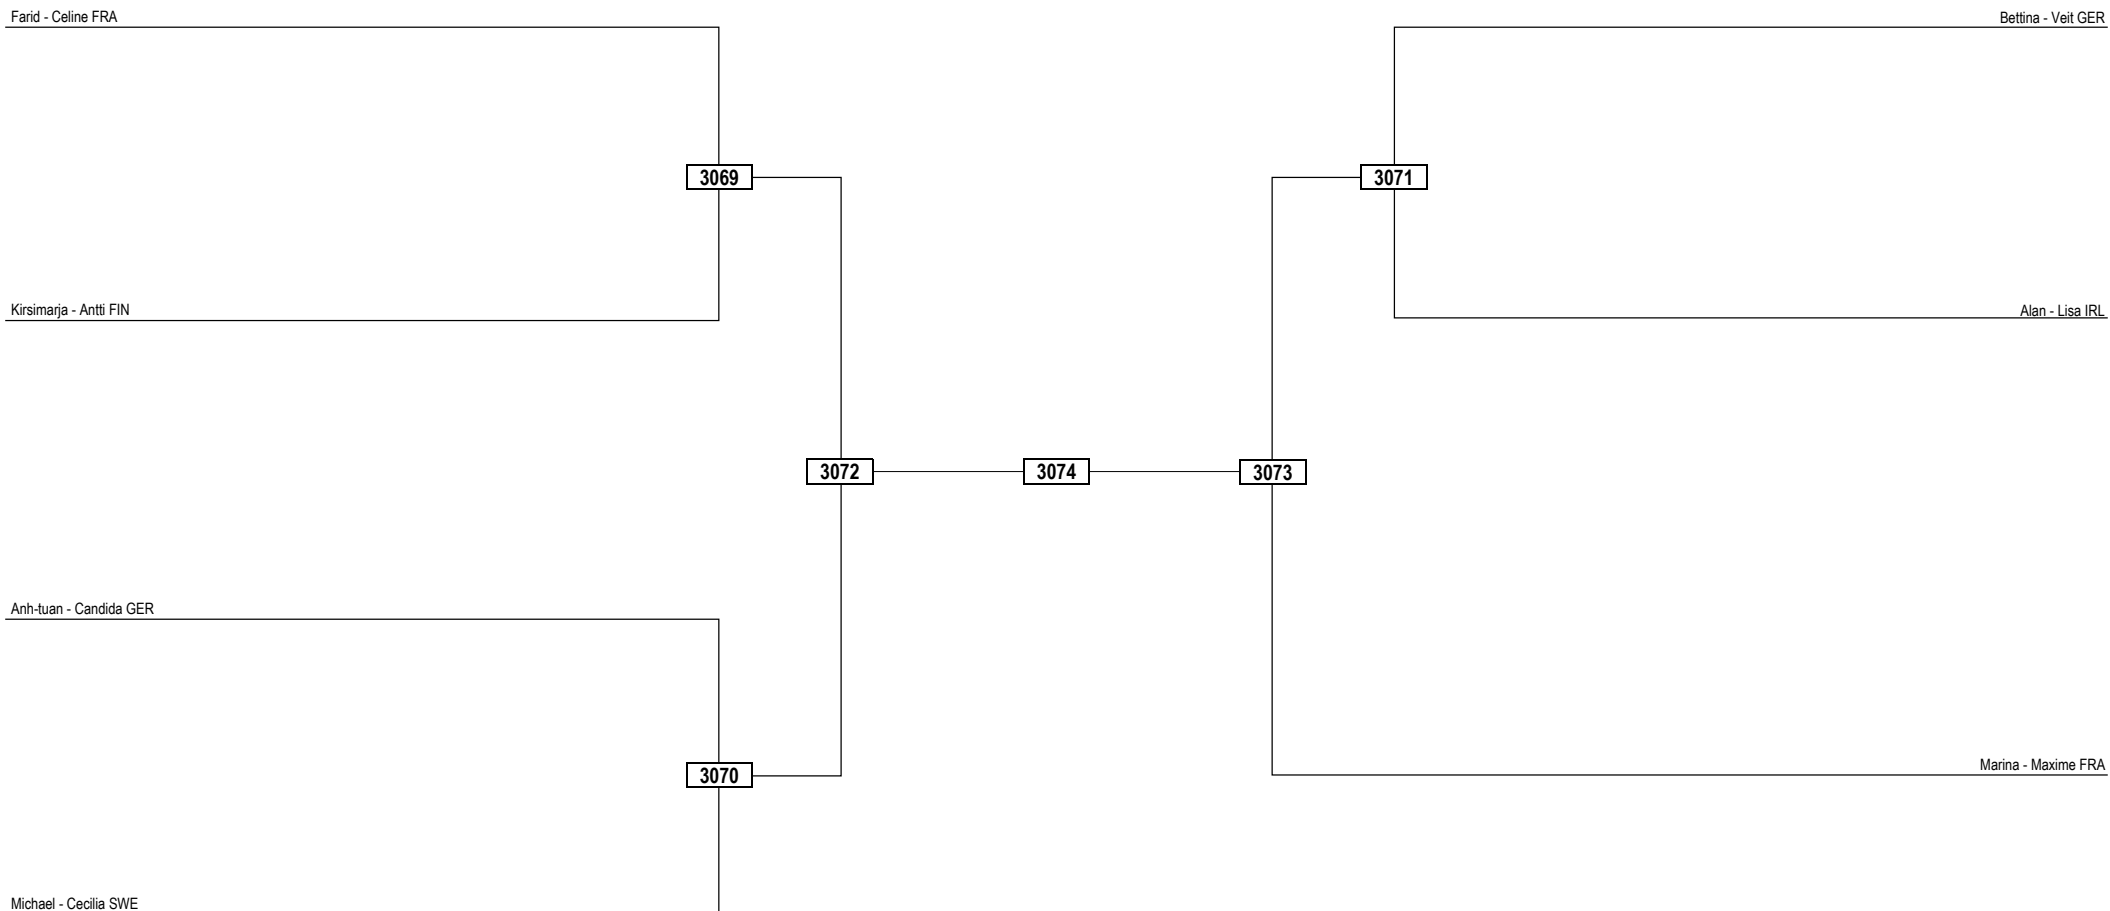 Farid - Celine FRA
Bettina - Veit GER
3069
3071
Kirsimarja - Antti FIN
Alan - Lisa IRL
3072
3074
3073
Anh-tuan - Candida GER
3070
Marina - Maxime FRA
Michael - Cecilia SWE